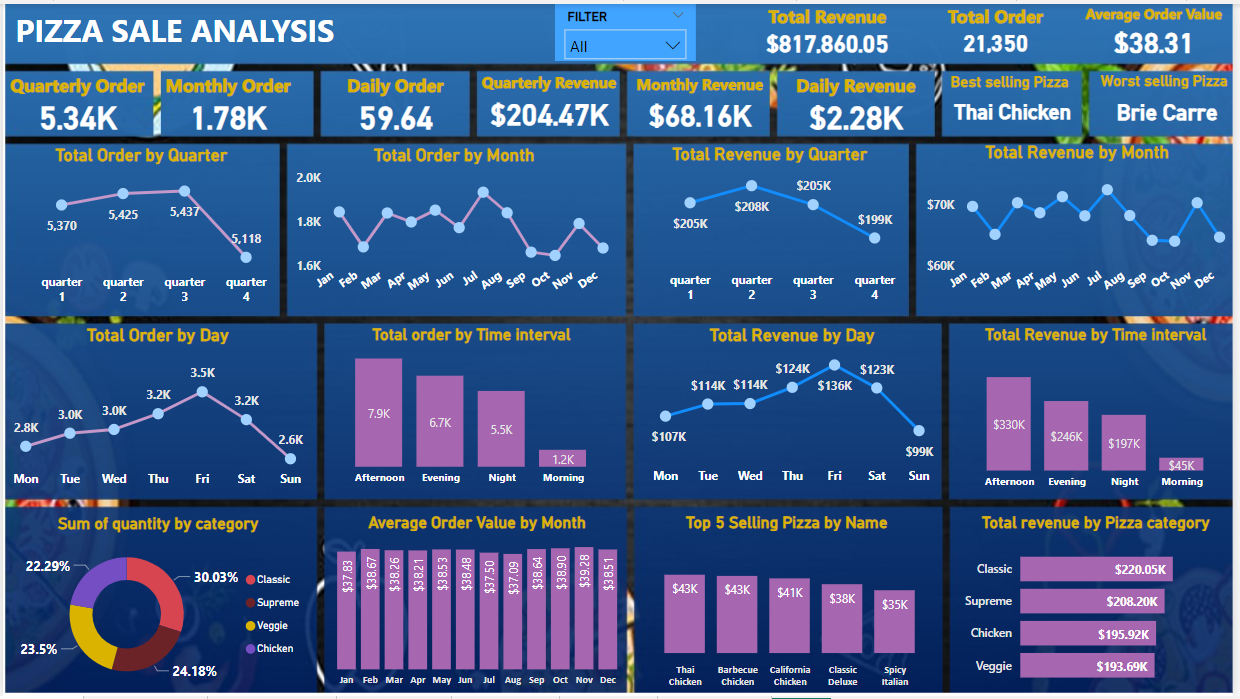 PIZZA SALE ANALYSIS
FILTER
All
Total Revenue
$817,860.05
Total Order
21,350
Average Order Value
$38.31
Quarterly Order
5.34K
Monthly Order
1.78K
Daily Order
59.64
Quarterly Revenue
$204.47K
Monthly Revenue
$68.16K
Daily Revenue
$2.28K
Best selling Pizza
Thai Chicken
Worst selling Pizza
Brie Carre
Total Order by Quarter
5,370
5,425
5,437
5,118
quarter 1
quarter 2
quarter 3
quarter 4
Total Order by Month
2.0K
1.8K
1.6K
Jan Feb Mar Apr May Jun Jul Aug Sep Oct Nov Dec
Total Revenue by Quarter
$205K
$208K
$205K
$199K
quarter 1
quarter 2
quarter 3
quarter 4
Total Revenue by Month
$70K
$60K
Jan Feb Mar Apr May Jun Jul Aug Sep Oct Nov Dec
Total Order by Day
2.8K 3.0K 3.0K 3.2K 3.5K 3.2K 2.6K
Mon Tue Wed Thu Fri Sat Sun
Total order by Time interval
7.9K 6.7K 5.5K 1.2K
Afternoon Evening Night Morning
Total Revenue by Day
$107K $114K $114K $124K $136K $123K $99K
Mon Tue Wed Thu Fri Sat Sun
Total Revenue by Time interval
$330K $246K $197K $45K
Afternoon Evening Night Morning
Sum of quantity by category
22.29%
30.03%
23.5%
24.18%
Classic
Supreme
Veggie
Chicken
Average Order Value by Month
$37.83 $38.67 $38.26 $38.21 $38.53 $38.48 $37.50 $37.09 $38.64 $38.90 $39.28 $38.51
Jan Feb Mar Apr May Jun Jul Aug Sep Oct Nov Dec
Top 5 Selling Pizza by Name
$43K $43K $41K $38K $35K
Thai Barbecue California Classic Spicy
Chicken Chicken Chicken Deluxe Italian
Total revenue by Pizza category
Classic $220.05K
Supreme $208.20K
Chicken $195.92K
Veggie $193.69K